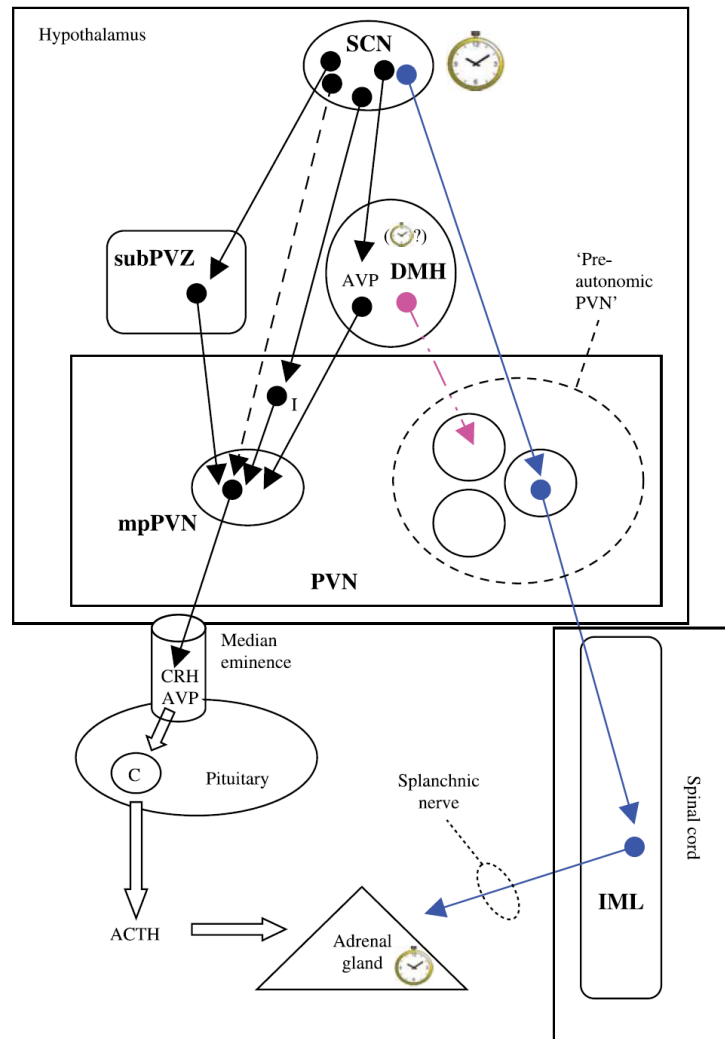 Hypothalamus
SCN
(
?)
subPVZ
AVP
DMH
‘Pre-
autonomic
PVN’
I
mpPVN
PVN
Median
eminence
CRH
AVP
C
Pituitary
Splanchnic
nerve
Spinal cord
IML
ACTH
Adrenal
gland